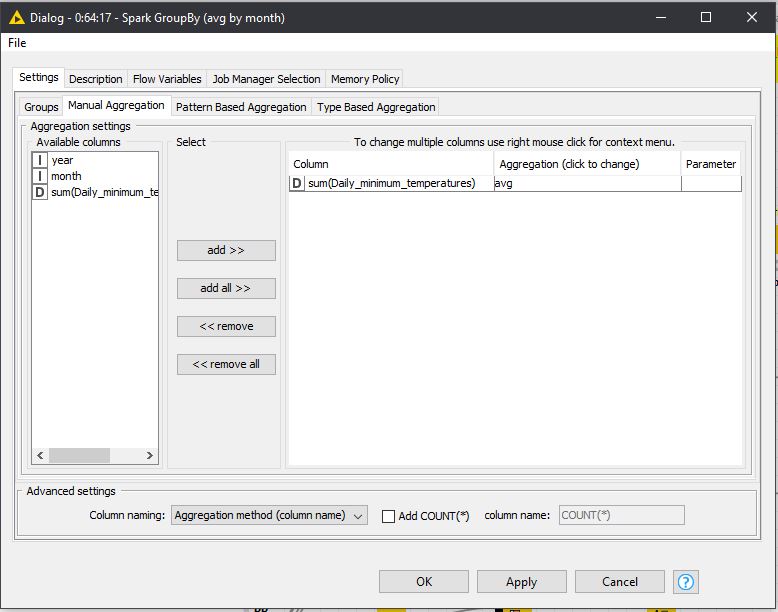 Dialog - 0:64:17 - Spark GroupBy (avg by month)
File
Settings Description Flow Variables Job Manager Selection Memory Policy
Groups Manual Aggregation Pattern Based Aggregation Type Based Aggregation
Aggregation settings
Available columns Select To change multiple columns use right mouse click for context menu.
I year
I month
D sum(Daily_minimum_te
Column Aggregation (click to change) Parameter
D sum(Daily_minimum_temperatures) avg
add >>
add all >>
<< remove
<< remove all
Advanced settings
Column naming: Aggregation method (column name) Add COUNT(*) column name: COUNT(*)
OK Apply Cancel ?